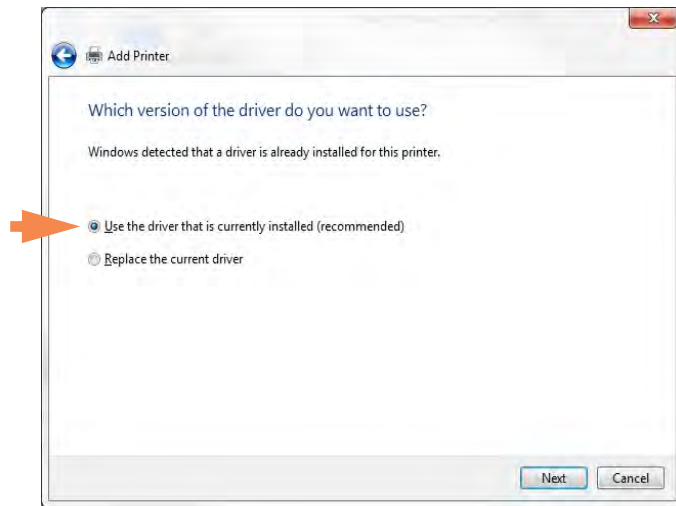 X
Add Printer
Which version of the driver do you want to use?
Windows detected that a driver is already installed for this printer.
Use the driver that is currently installed (recommended)
Replace the current driver
Next Cancel